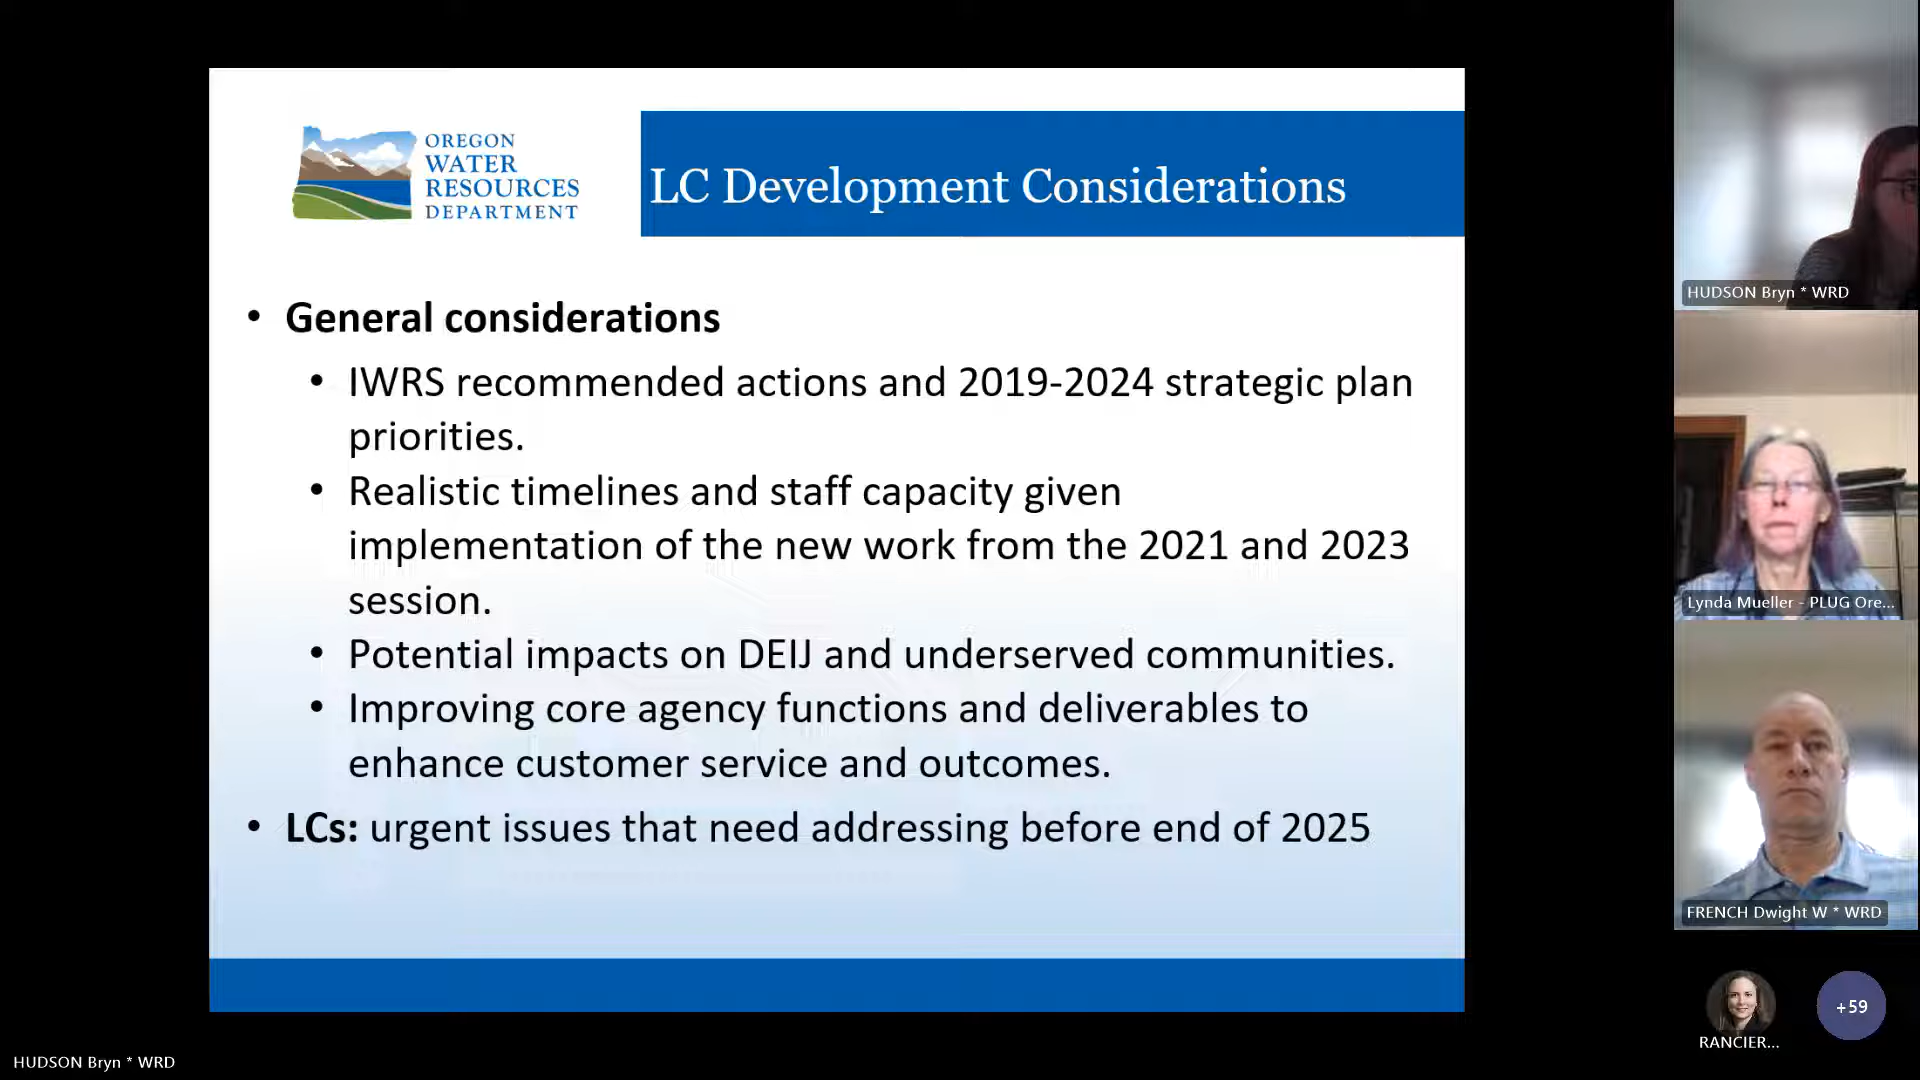 OREGON
WATER
RESOURCES
DEPARTMENT
LC Development Considerations
• General considerations
• IWRS recommended actions and 2019-2024 strategic plan
priorities.
• Realistic timelines and staff capacity given
implementation of the new work from the 2021 and 2023
session.
• Potential impacts on DEIJ and underserved communities.
• Improving core agency functions and deliverables to
enhance customer service and outcomes.
• LCs: urgent issues that need addressing before end of 2025
HUDSON Bryn * WRD
Lynda Mueller - PLUG Ore...
FRENCH Dwight W * WRD
RANCIER...
+59
HUDSON Bryn * WRD